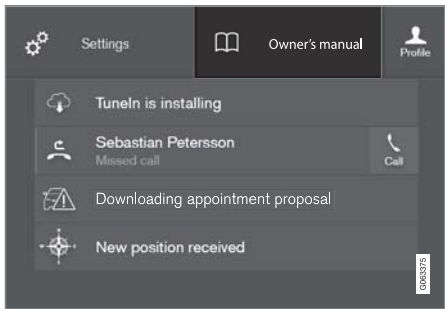 Settings
Owner's manual
Profile
TuneIn is installing
Sebastian Petersson
Missed call
Call
Downloading appointment proposal
New position received
G063375